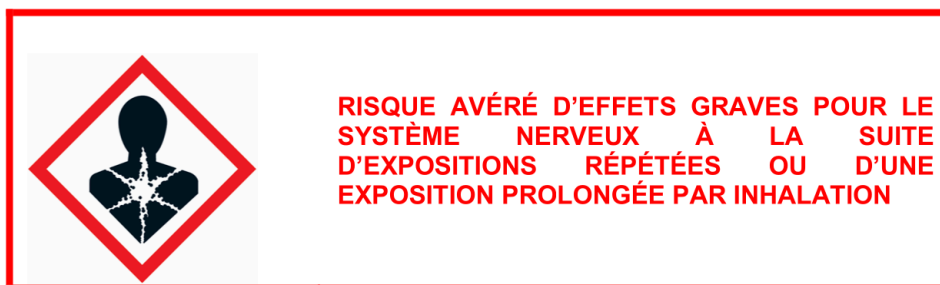 RISQUE AVÉRÉ D’EFFETS GRAVES POUR LE
SYSTÈME NERVEUX À LA SUITE
D’EXPOSITIONS RÉPÉTÉES OU D’UNE
EXPOSITION PROLONGÉE PAR INHALATION